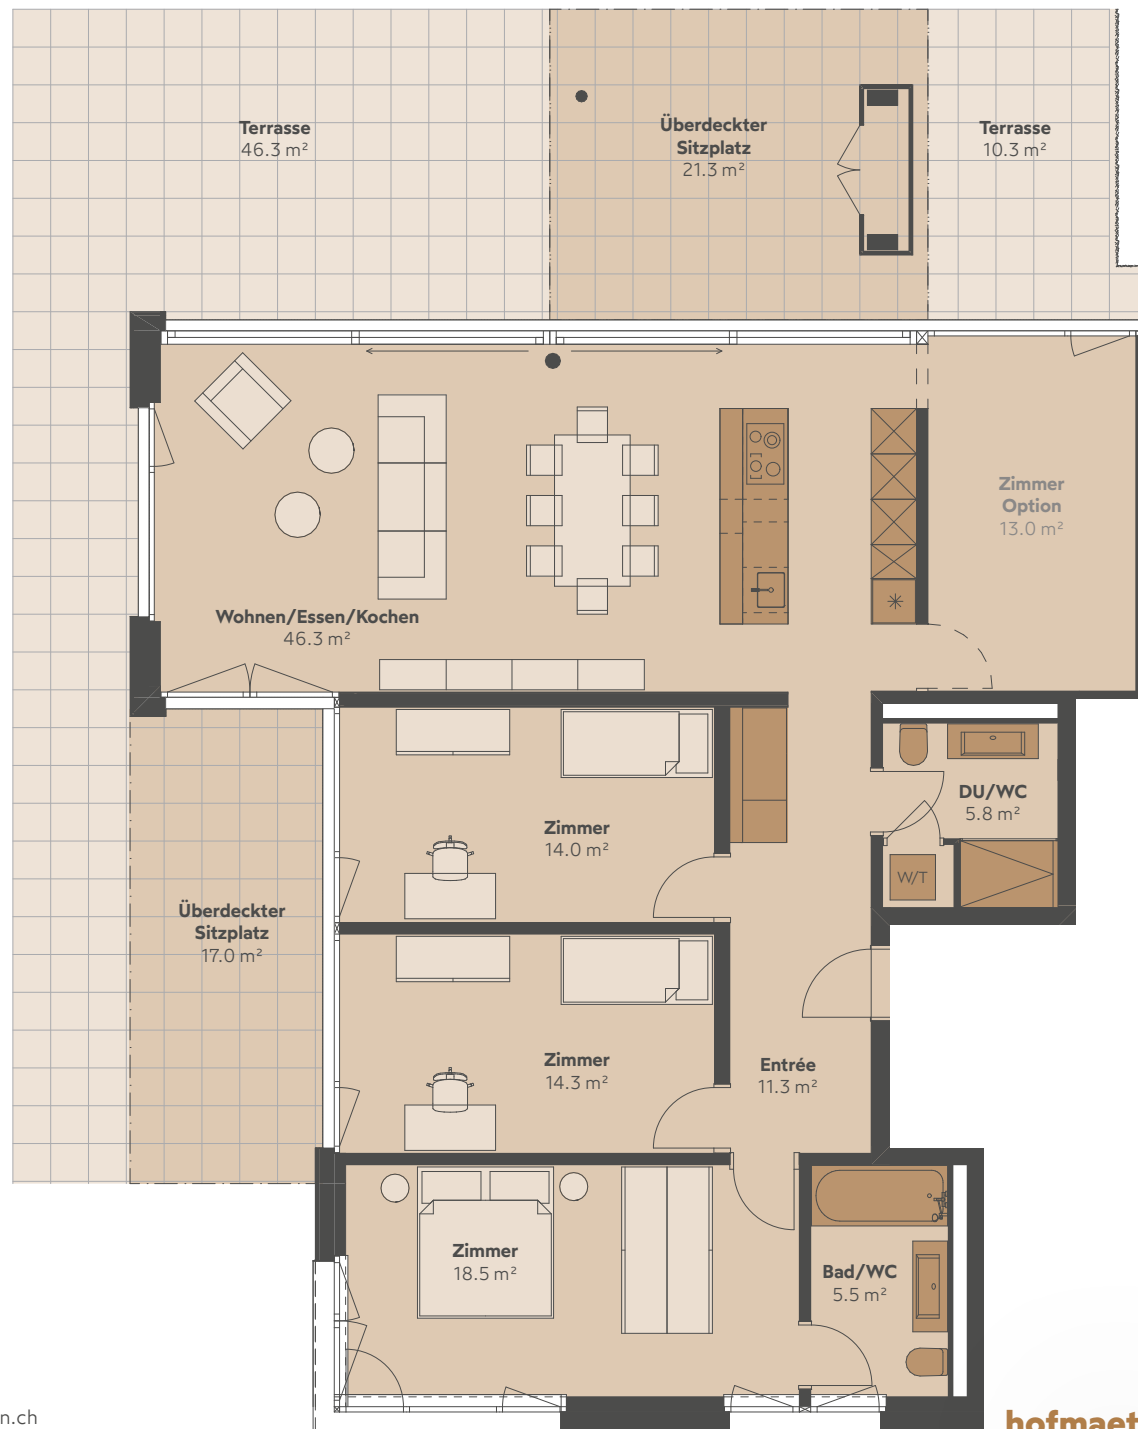 Terrasse
46.3 m²
Überdeckter
Sitzplatz
21.3 m²
Terrasse
10.3 m²
Zimmer
Option
13.0 m²
Wohnen/Essen/Kochen
46.3 m²
DU/WC
5.8 m²
W/T
Zimmer
14.0 m²
Überdeckter
Sitzplatz
17.0 m²
Zimmer
14.3 m²
Entrée
11.3 m²
Zimmer
18.5 m²
Bad/WC
5.5 m²
n.ch
hofmaet